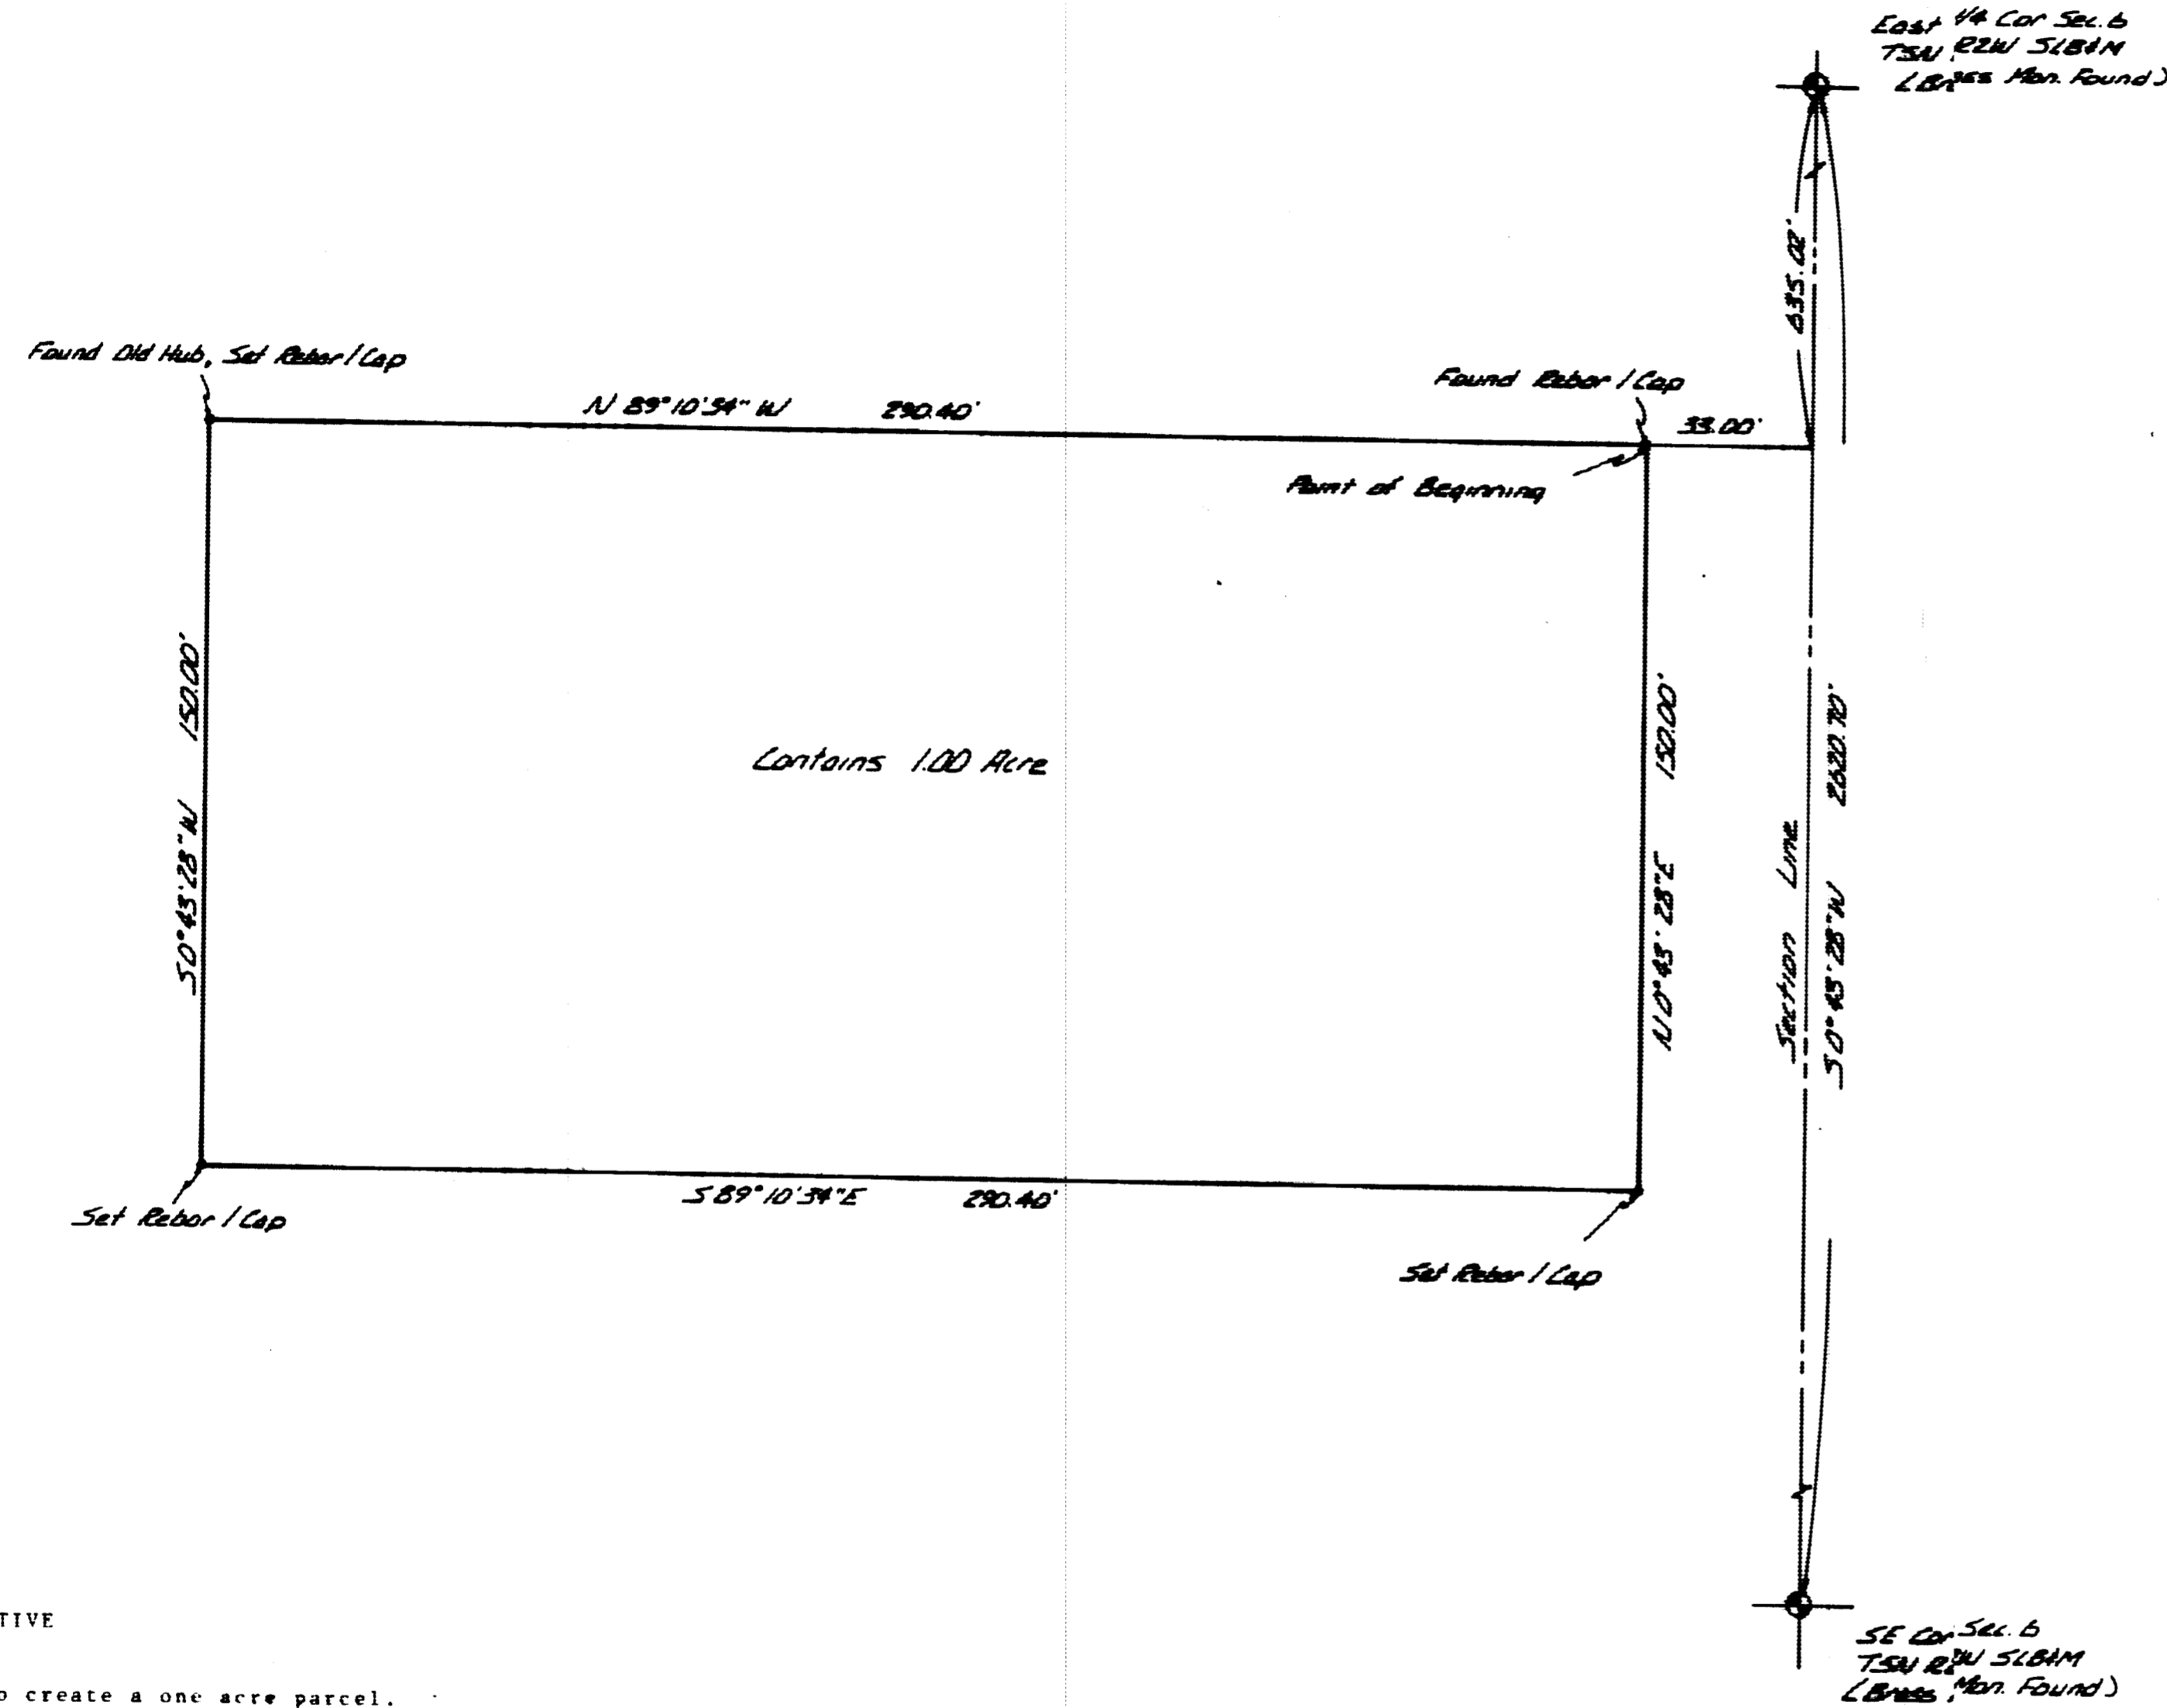 East 1/4 Cor Sec. 6
T5N, R2W SLB&M
(Brass Mon. Found)
635.02'
Found Old Hub, Set Rebar/Cap
Found Rebar/Cap
N 89°10'34" W 290.40'
33.00'
Point of Beginning
S 0°43'28" W 150.00'
Contains 1.00 Acre
N 0°43'28" E 150.00'
Section Line
S 0°43'28" W 2620.70'
S 89°10'34" E 290.40'
Set Rebar/Cap
Set Rebar/Cap
TIVE
SE Cor Sec. 6
T5N R2W SLB&M
(Brass Mon. Found)
o create a one acre parcel.